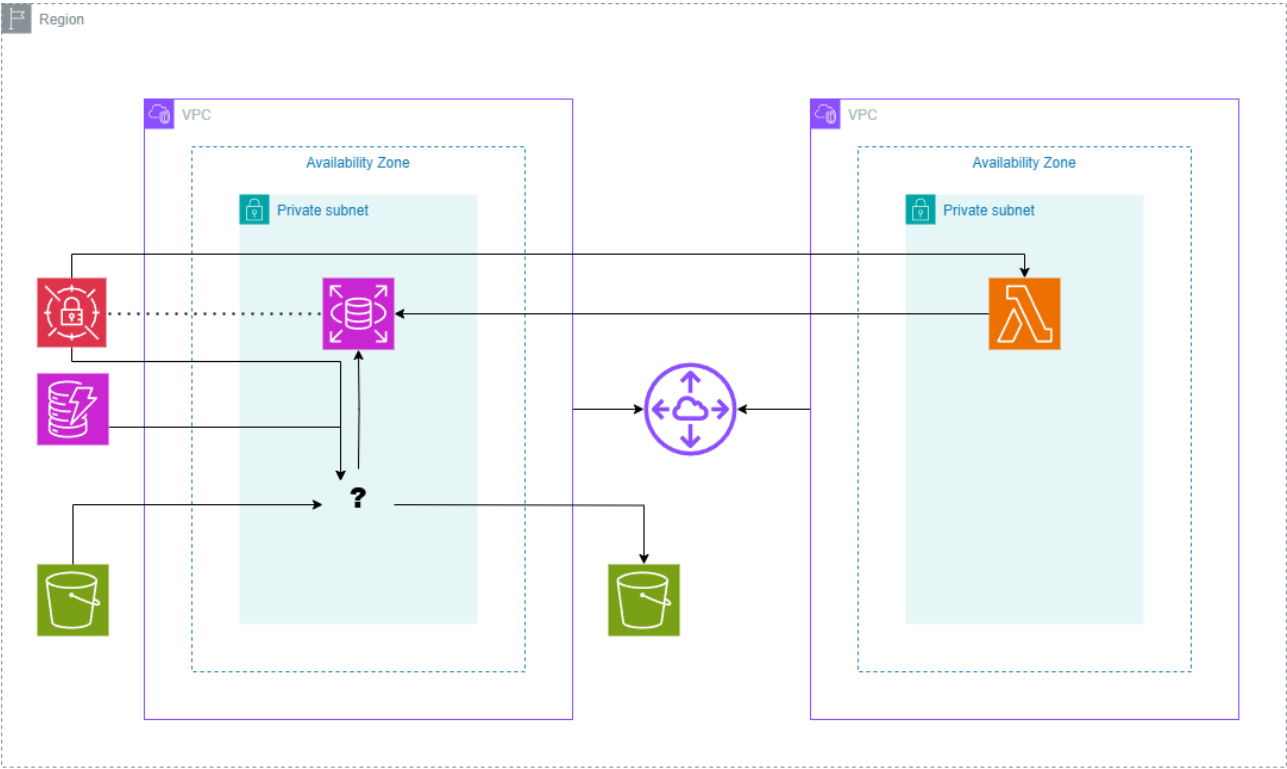 Region
VPC
VPC
Availability Zone
Availability Zone
Private subnet
Private subnet
?